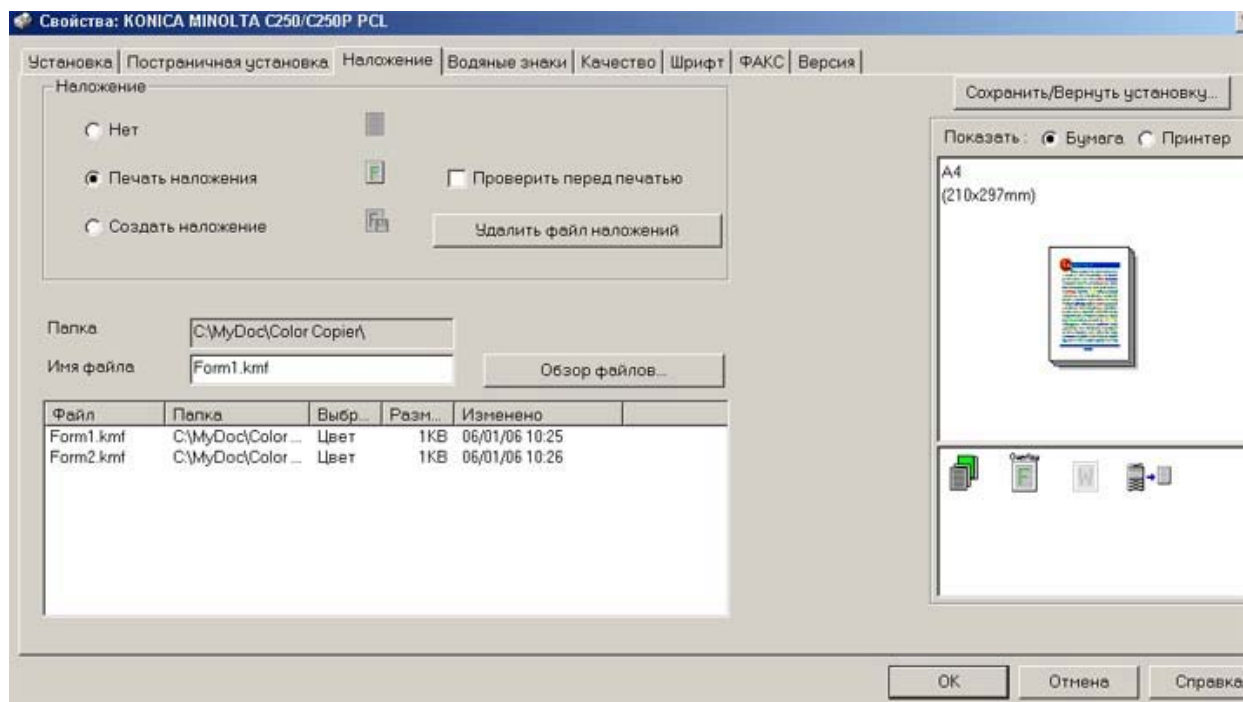 Свойства: KONICA MINOLTA C250/C250P PCL
Установка Постраничная установка Наложение Водяные знаки Качество Шрифт ФАКС Версия
Наложение
Сохранить/Вернуть установку...
Нет
Показать: Бумага Принтер
Печать наложения
Проверить перед печатью
A4
(210x297mm)
Создать наложение
Удалить файл наложений
Папка
C:\MyDoc\Color Copier\
Имя файла
Form1.kmf
Обзор файлов...
Файл Папка Выбр... Разм... Изменено
Form1.kmf C:\MyDoc\Color ... Цвет 1KB 06/01/06 10:25
Form2.kmf C:\MyDoc\Color ... Цвет 1KB 06/01/06 10:26
Overlay
F W
OK Отмена Справка